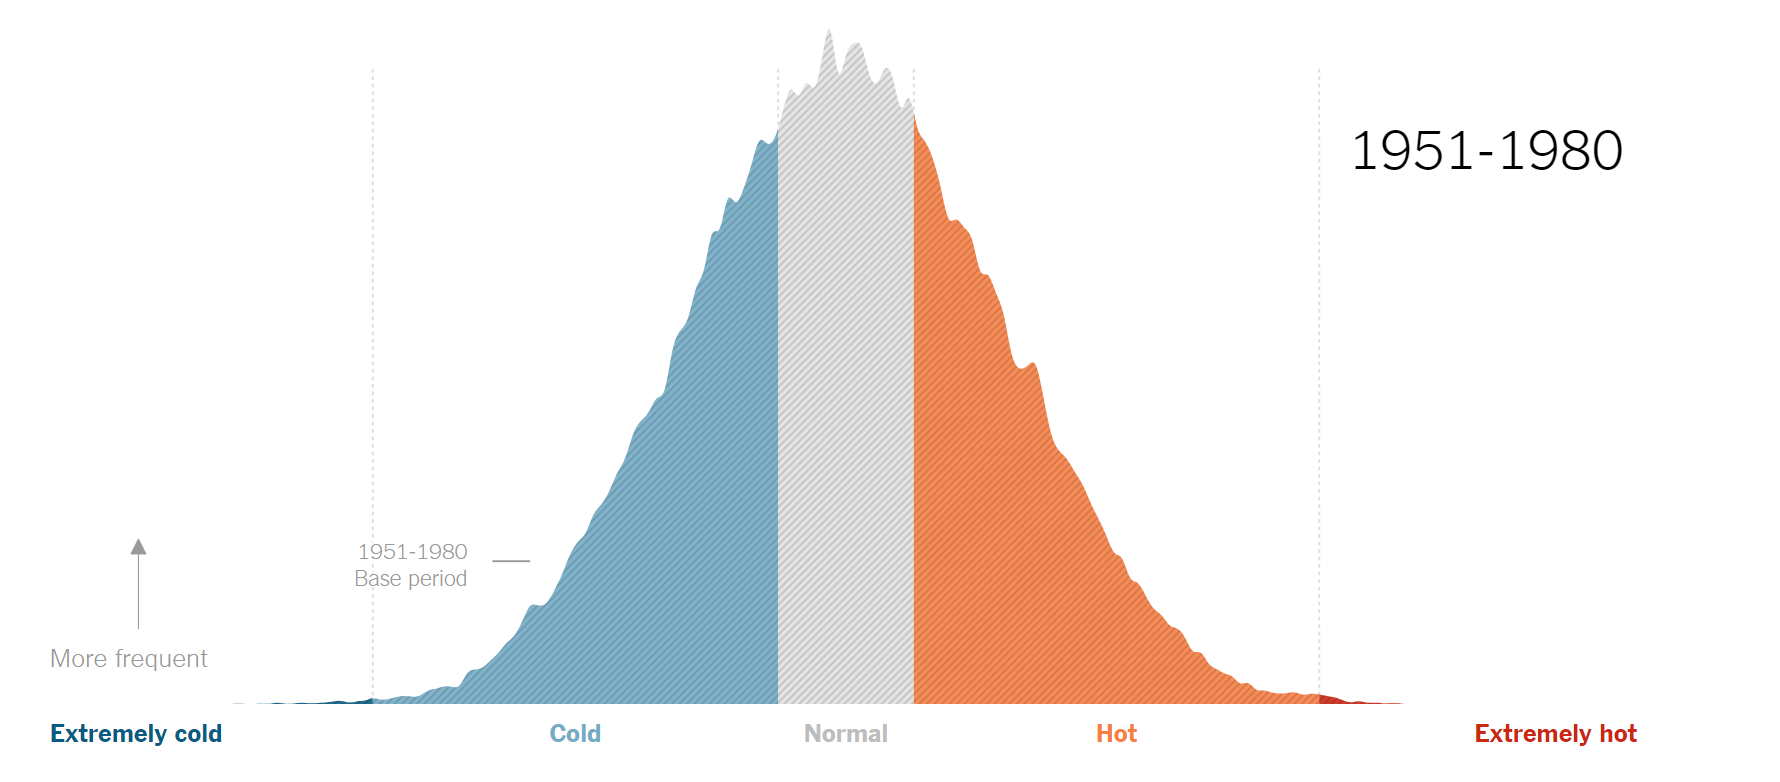 1951-1980
1951-1980
Base period
More frequent
Extremely cold
Cold
Normal
Hot
Extremely hot